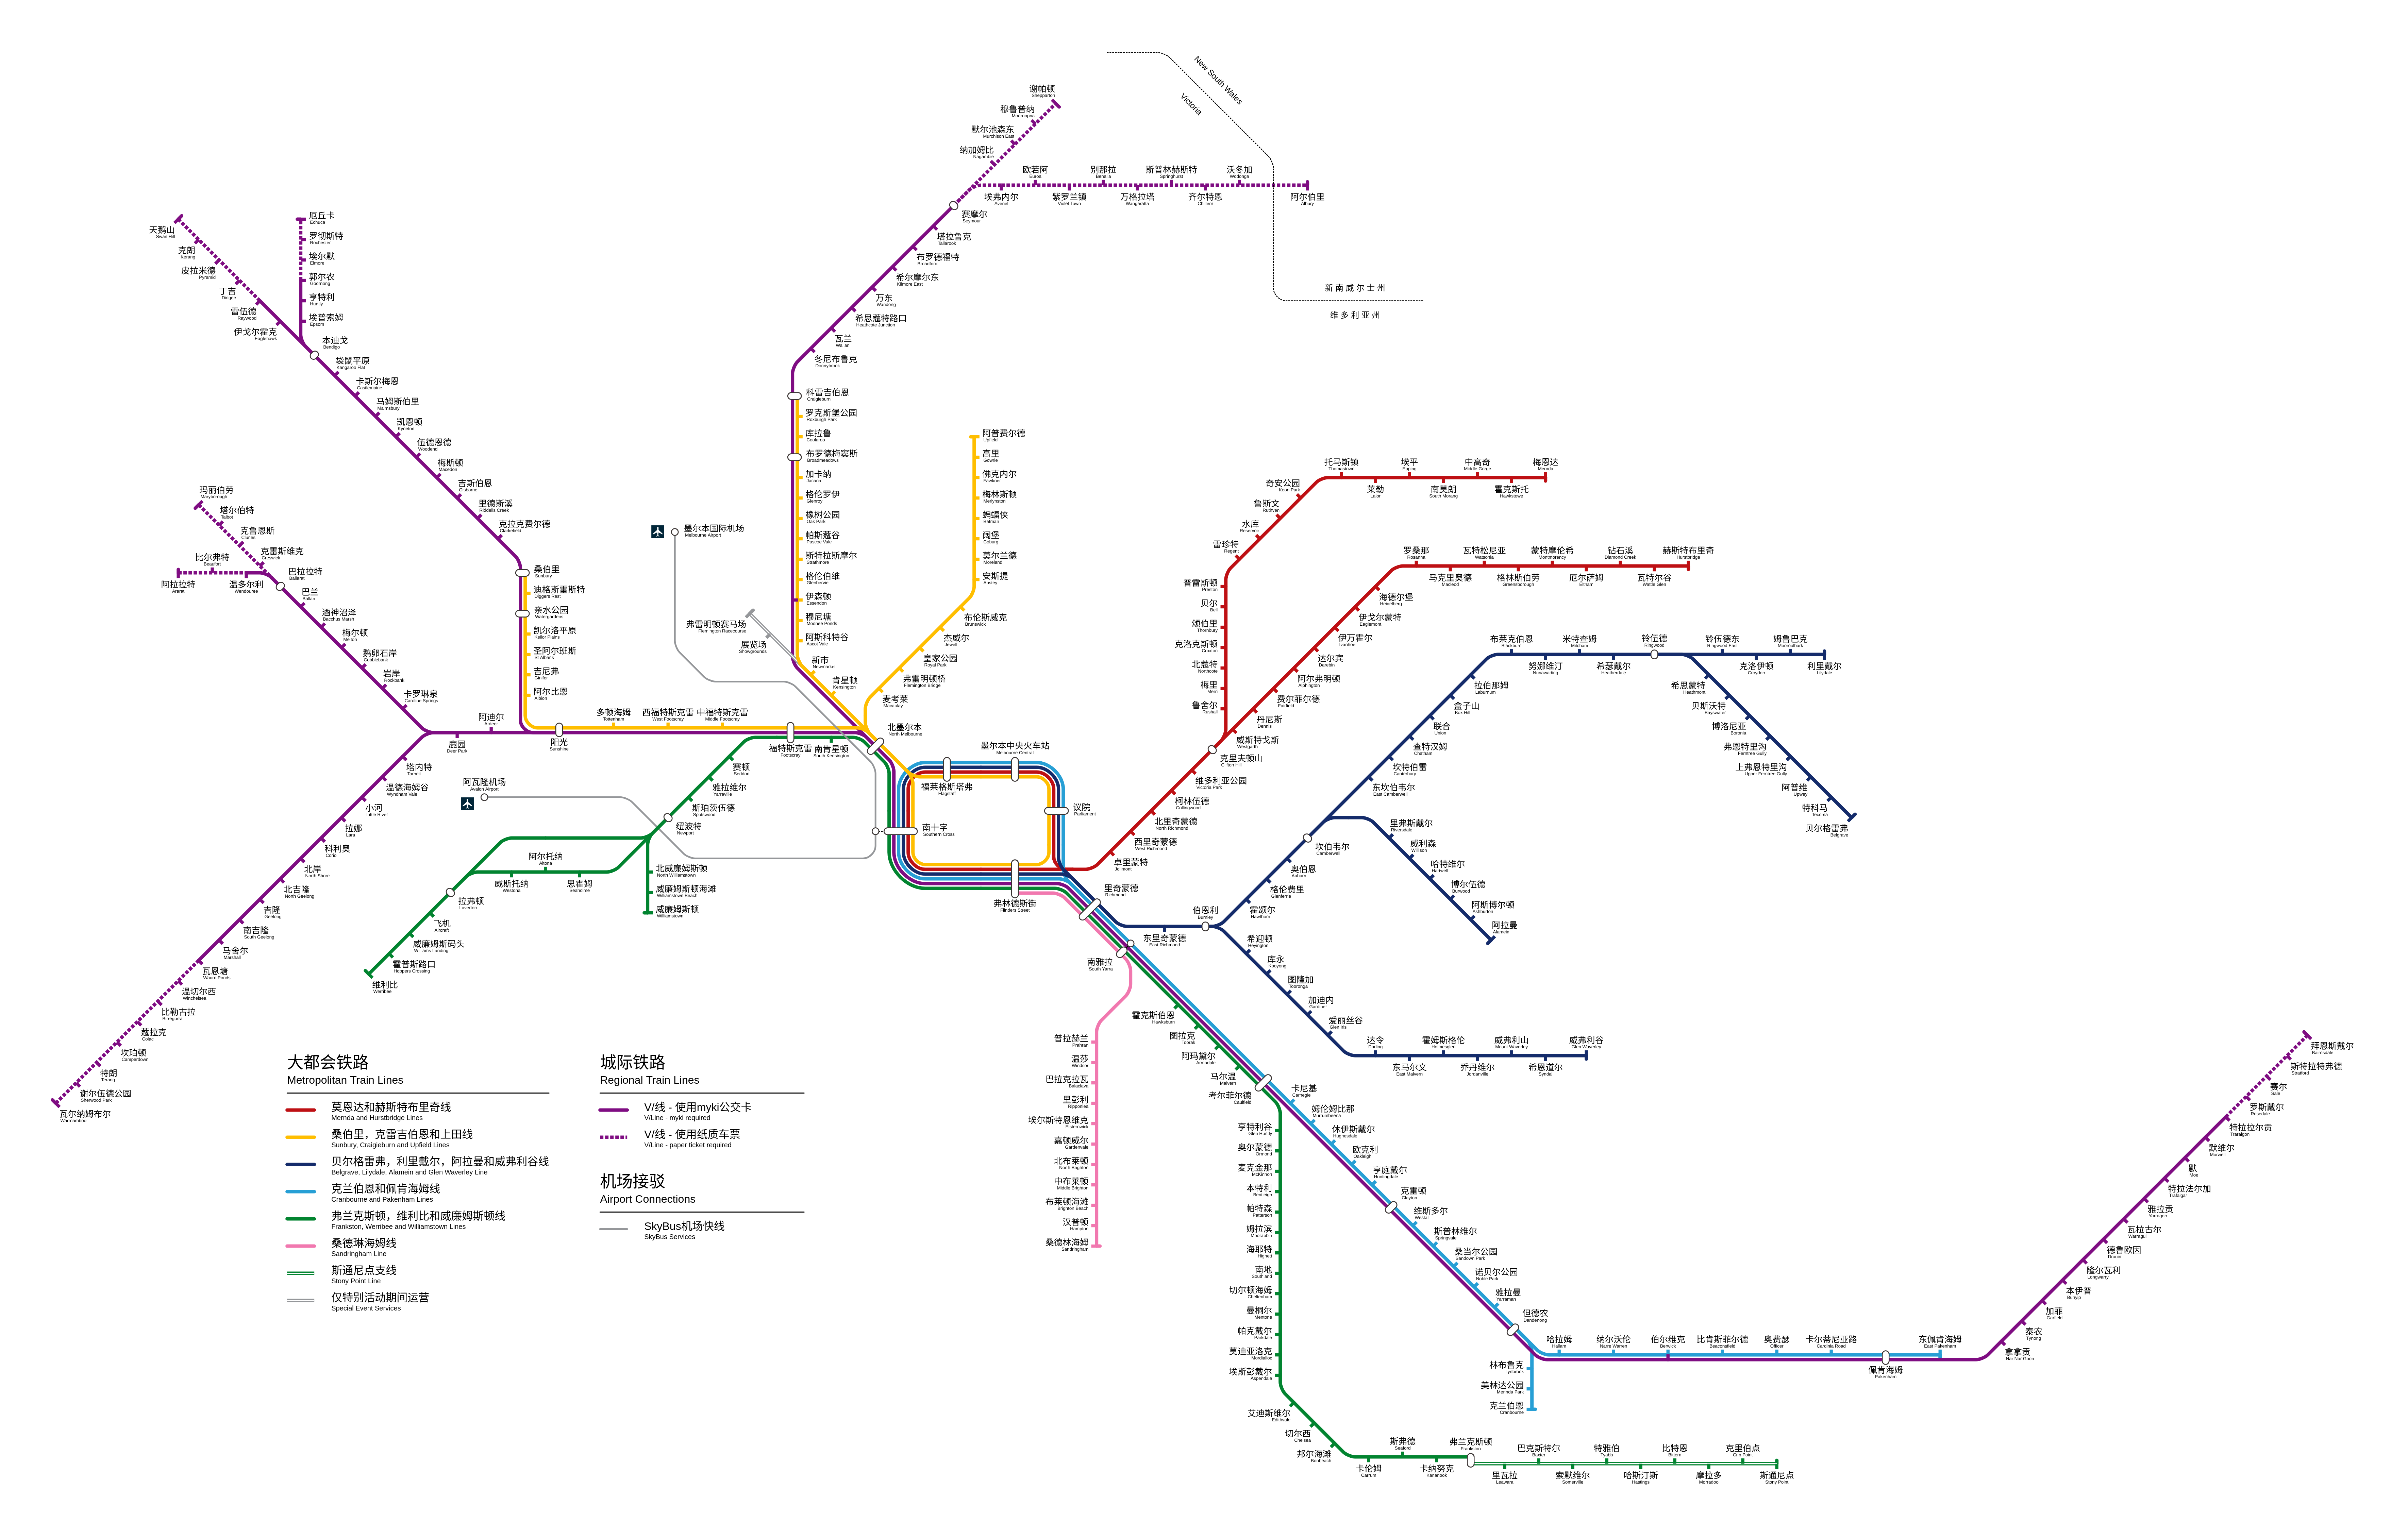 New South Wales
Victoria
新南威尔士州
维多利亚州
谢帕顿
Shepparton
穆鲁普纳
Mooroopna
默尔池森东
Murchison East
纳加姆比
Nagambie
埃弗内尔
Avenel
欧若阿
Euroa
紫罗兰镇
Violet Town
别那拉
Benalla
万格拉塔
Wangaratta
斯普林赫斯特
Springhurst
齐尔特恩
Chiltern
沃冬加
Wodonga
阿尔伯里
Albury
赛摩尔
Seymour
塔拉鲁克
Tallarook
布罗德福特
Broadford
希尔摩尔东
Kilmore East
万东
Wandong
希思蔻特路口
Heathcote Junction
瓦兰
Wallan
冬尼布鲁克
Donnybrook
科雷吉伯恩
Craigieburn
罗克斯堡公园
Roxburgh Park
库拉鲁
Coolaroo
布罗德梅窦斯
Broadmeadows
加卡纳
Jacana
格伦罗伊
Glenroy
橡树公园
Oak Park
帕斯蔻谷
Pascoe Vale
斯特拉斯摩尔
Strathmore
格伦伯维
Glenbervie
伊森顿
Essendon
穆尼塘
Moonee Ponds
阿斯科特谷
Ascot Vale
新市
Newmarket
肯星顿
Kensington
阿普费尔德
Upfield
高里
Gowrie
佛克内尔
Fawkner
梅林斯顿
Merlynston
蝙蝠侠
Batman
阔堡
Coburg
莫尔兰德
Moreland
安斯提
Anstey
布伦斯威克
Brunswick
杰威尔
Jewell
皇家公园
Royal Park
弗雷明顿桥
Flemington Bridge
麦考莱
Macaulay
天鹅山
Swan Hill
克朗
Kerang
皮拉米德
Pyramid
丁吉
Dingee
雷伍德
Raywood
伊戈尔霍克
Eaglehawk
厄丘卡
Echuca
罗彻斯特
Rochester
埃尔默
Elmore
郭尔农
Goornong
亨特利
Huntly
埃普索姆
Epsom
本迪戈
Bendigo
袋鼠平原
Kangaroo Flat
卡斯尔梅恩
Castlemaine
马姆斯伯里
Malmsbury
凯恩顿
Kyneton
伍德恩德
Woodend
梅斯顿
Macedon
吉斯伯恩
Gisborne
里德斯溪
Riddells Creek
克拉克费尔德
Clarkefield
桑伯里
Sunbury
迪格雷斯特
Diggers Rest
亲水公园
Watergardens
凯尔洛平原
Keilor Plains
圣阿尔班斯
St Albans
吉尼弗
Ginifer
阿尔比恩
Albion
玛丽伯劳
Maryborough
塔尔伯特
Talbot
克鲁恩斯
Clunes
克雷斯维克
Creswick
比尔弗特
Beaufort
阿拉拉特
Ararat
温多尔利
Wendouree
巴拉拉特
Ballarat
巴兰
Ballan
酒神沼泽
Bacchus Marsh
梅尔顿
Melton
鹅卵石岸
Cobblebank
岩岸
Rockbank
卡罗琳泉
Caroline Springs
阿迪尔
Ardeer
鹿园
Deer Park
阳光
Sunshine
多顿海姆
Tottenham
西福特斯克雷
West Footscray
中福特斯克雷
Middle Footscray
福特斯克雷
Footscray
南肯星顿
South Kensington
北墨尔本
North Melbourne
墨尔本国际机场
Melbourne Airport
弗雷明顿赛马场
Flemington Racecourse
展览场
Showgrounds
阿瓦隆机场
Avalon Airport
塔内特
Tarneit
温德海姆谷
Wyndham Vale
小河
Little River
拉娜
Lara
科利奥
Corio
北岸
North Shore
北吉隆
North Geelong
吉隆
Geelong
南吉隆
South Geelong
马舍尔
Marshall
瓦恩塘
Waurn Ponds
温切尔西
Winchelsea
比勒古拉
Birregurra
蔻拉克
Colac
坎珀顿
Camperdown
特朗
Terang
谢尔伍德公园
Sherwood Park
瓦尔纳姆布尔
Warrnambool
赛顿
Seddon
雅拉维尔
Yarraville
斯珀茨伍德
Spotswood
纽波特
Newport
北威廉姆斯顿
North Williamstown
威廉姆斯顿海滩
Williamstown Beach
威廉姆斯顿
Williamstown
阿尔托纳
Altona
威斯托纳
Westona
思霍姆
Seaholme
拉弗顿
Laverton
飞机
Aircraft
威廉姆斯码头
Williams Landing
霍普斯路口
Hoppers Crossing
维利比
Werribee
墨尔本中央火车站
Melbourne Central
福莱格斯塔弗
Flagstaff
议院
Parliament
南十字
Southern Cross
弗林德斯街
Flinders Street
里奇蒙德
Richmond
托马斯镇
Thomastown
莱勒
Lalor
埃平
Epping
南莫朗
South Morang
中高奇
Middle Gorge
霍克斯托
Hawkstowe
梅恩达
Mernda
奇安公园
Keon Park
鲁斯文
Ruthven
水库
Reservoir
雷珍特
Regent
普雷斯顿
Preston
贝尔
Bell
颂伯里
Thornbury
克洛克斯顿
Croxton
北蔻特
Northcote
梅里
Merri
鲁舍尔
Rushall
罗桑那
Rosanna
马克里奥德
Macleod
瓦特松尼亚
Watsonia
格林斯伯劳
Greensborough
蒙特摩伦希
Montmorency
厄尔萨姆
Eltham
钻石溪
Diamond Creek
瓦特尔谷
Wattle Glen
赫斯特布里奇
Hurstbridge
海德尔堡
Heidelberg
伊戈尔蒙特
Eaglemont
伊万霍尔
Ivanhoe
达尔宾
Darebin
阿尔弗明顿
Alphington
费尔菲尔德
Fairfield
丹尼斯
Dennis
威斯特戈斯
Westgarth
克里夫顿山
Clifton Hill
维多利亚公园
Victoria Park
柯林伍德
Collingwood
北里奇蒙德
North Richmond
西里奇蒙德
West Richmond
卓里蒙特
Jolimont
布莱克伯恩
Blackburn
努娜维汀
Nunawading
米特查姆
Mitcham
希瑟戴尔
Heatherdale
铃伍德
Ringwood
铃伍德东
Ringwood East
克洛伊顿
Croydon
姆鲁巴克
Mooroolbark
利里戴尔
Lilydale
希思蒙特
Heathmont
贝斯沃特
Bayswater
博洛尼亚
Boronia
弗恩特里沟
Ferntree Gully
上弗恩特里沟
Upper Ferntree Gully
阿普维
Upwey
特科马
Tecoma
贝尔格雷弗
Belgrave
拉伯那姆
Laburnum
盒子山
Box Hill
联合
Union
查特汉姆
Chatham
坎特伯雷
Canterbury
东坎伯韦尔
East Camberwell
坎伯韦尔
Camberwell
奥伯恩
Auburn
格伦费里
Glenferrie
霍颂尔
Hawthorn
伯恩利
Burnley
东里奇蒙德
East Richmond
里弗斯戴尔
Riversdale
威利森
Willison
哈特维尔
Hartwell
博尔伍德
Burwood
阿斯博尔顿
Ashburton
阿拉曼
Alamein
希迎顿
Heyington
库永
Kooyong
图隆加
Tooronga
加迪内
Gardiner
爱丽丝谷
Glen Iris
达令
Darling
东马尔文
East Malvern
霍姆斯格伦
Holmesglen
乔丹维尔
Jordanville
威弗利山
Mount Waverley
希恩道尔
Syndal
威弗利谷
Glen Waverley
南雅拉
South Yarra
普拉赫兰
Prahran
温莎
Windsor
巴拉克拉瓦
Balaclava
里彭利
Ripponlea
埃尔斯特恩维克
Elsternwick
嘉顿威尔
Gardenvale
北布莱顿
North Brighton
中布莱顿
Middle Brighton
布莱顿海滩
Brighton Beach
汉普顿
Hampton
桑德林海姆
Sandringham
霍克斯伯恩
Hawksburn
图拉克
Toorak
阿玛黛尔
Armadale
马尔温
Malvern
考尔菲尔德
Caulfield
亨特利谷
Glen Huntly
奥尔蒙德
Ormond
麦克金那
McKinnon
本特利
Bentleigh
帕特森
Patterson
姆拉滨
Moorabbin
海耶特
Highett
南地
Southland
切尔顿海姆
Cheltenham
曼桐尔
Mentone
帕克戴尔
Parkdale
莫迪亚洛克
Mordialloc
埃斯彭戴尔
Aspendale
艾迪斯维尔
Edithvale
切尔西
Chelsea
邦尔海滩
Bonbeach
卡伦姆
Carrum
斯弗德
Seaford
卡纳努克
Kananook
弗兰克斯顿
Frankston
里瓦拉
Leawarra
巴克斯特尔
Baxter
索默维尔
Somerville
特雅伯
Tyabb
哈斯汀斯
Hastings
比特恩
Bittern
摩拉多
Morradoo
克里伯点
Crib Point
斯通尼点
Stony Point
卡尼基
Carnegie
姆伦姆比那
Murrumbeena
休伊斯戴尔
Hughesdale
欧克利
Oakleigh
亨庭戴尔
Huntingdale
克雷顿
Clayton
维斯多尔
Westall
斯普林维尔
Springvale
桑当尔公园
Sandown Park
诺贝尔公园
Noble Park
雅拉曼
Yarraman
但德农
Dandenong
林布鲁克
Lynbrook
美林达公园
Merinda Park
克兰伯恩
Cranbourne
哈拉姆
Hallam
纳尔沃伦
Narre Warren
伯尔维克
Berwick
比肯斯菲尔德
Beaconsfield
奥费瑟
Officer
卡尔蒂尼亚路
Cardinia Road
佩肯海姆
Pakenham
东佩肯海姆
East Pakenham
拿拿贡
Nar Nar Goon
泰农
Tynong
加菲
Garfield
本伊普
Bunyip
隆尔瓦利
Longwarry
德鲁欧因
Drouin
瓦拉古尔
Warragul
雅拉贡
Yarragon
特拉法尔加
Trafalgar
默
Moe
默维尔
Morwell
特拉拉尔贡
Traralgon
罗斯戴尔
Rosedale
赛尔
Sale
斯特拉特弗德
Stratford
拜恩斯戴尔
Bairnsdale
大都会铁路
Metropolitan Train Lines
莫恩达和赫斯特布里奇线
Mernda and Hurstbridge Lines
桑伯里，克雷吉伯恩和上田线
Sunbury, Craigieburn and Upfield Lines
贝尔格雷弗，利里戴尔，阿拉曼和威弗利谷线
Belgrave, Lilydale, Alamein and Glen Waverley Line
克兰伯恩和佩肯海姆线
Cranbourne and Pakenham Lines
弗兰克斯顿，维利比和威廉姆斯顿线
Frankston, Werribee and Williamstown Lines
桑德琳海姆线
Sandringham Line
斯通尼点支线
Stony Point Line
仅特别活动期间运营
Special Event Services
城际铁路
Regional Train Lines
V/线 - 使用myki公交卡
V/Line - myki required
V/线 - 使用纸质车票
V/Line - paper ticket required
机场接驳
Airport Connections
SkyBus机场快线
SkyBus Services